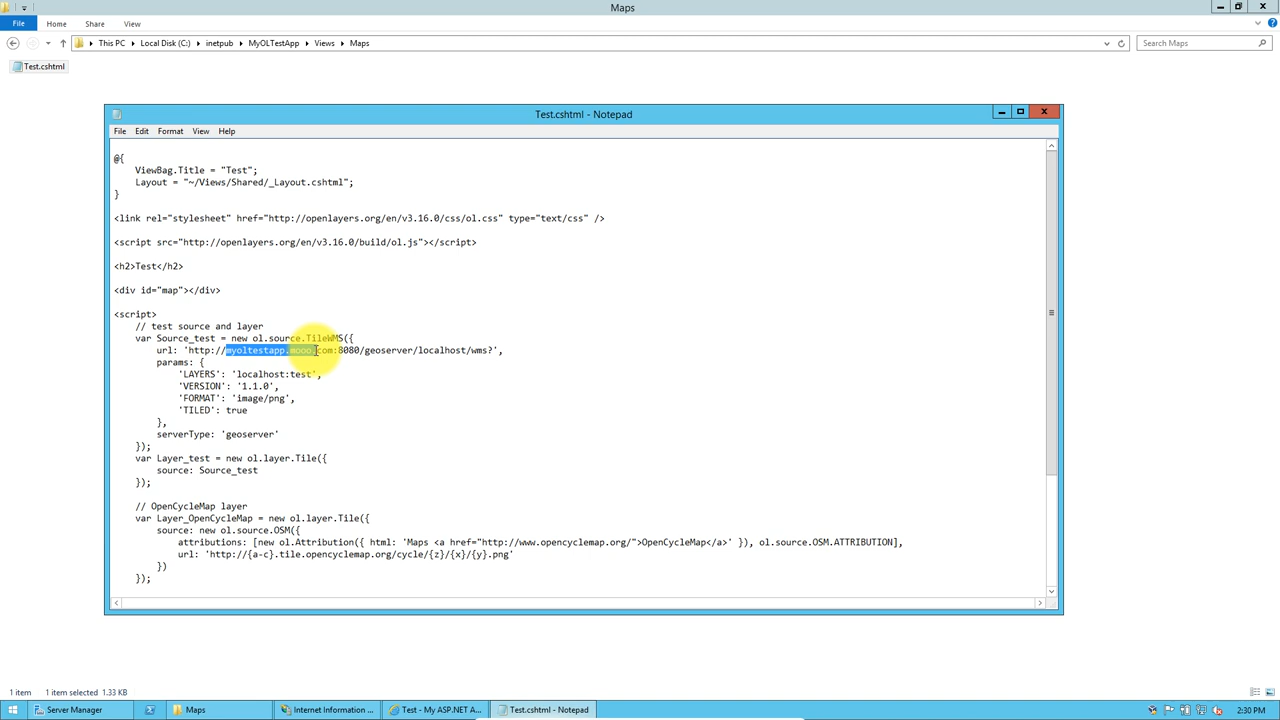 Maps
File
Home
Share
View
This PC
Local Disk (C:)
inetpub
MyOLTestApp
Views
Maps
Search Maps
Test.cshtml
Test.cshtml - Notepad
File
Edit
Format
View
Help
@{
ViewBag.Title = "Test";
Layout = "~/Views/Shared/_Layout.cshtml";
}
<link rel="stylesheet" href="http://openlayers.org/en/v3.16.0/css/ol.css" type="text/css" />
<script src="http://openlayers.org/en/v3.16.0/build/ol.js"></script>
<h2>Test</h2>
<div id="map"></div>
<script>
// test source and layer
var Source_test = new ol.source.TileWMS({
url: 'http://myoltestapp.mooo.com:8080/geoserver/localhost/wms?',
params: {
'LAYERS': 'localhost:test',
'VERSION': '1.1.0',
'FORMAT': 'image/png',
'TILED': true
},
serverType: 'geoserver'
});
var Layer_test = new ol.layer.Tile({
source: Source_test
});
// OpenCycleMap layer
var Layer_OpenCycleMap = new ol.layer.Tile({
source: new ol.source.OSM({
attributions: [new ol.Attribution({ html: 'Maps <a href="http://www.opencyclemap.org/">OpenCycleMap</a>' }), ol.source.OSM.ATTRIBUTION],
url: 'http://{a-c}.tile.opencyclemap.org/cycle/{z}/{x}/{y}.png'
})
});
1 item
1 item selected 1.33 KB
Server Manager
Maps
Internet Information ...
Test - My ASP.NET A...
Test.cshtml - Notepad
2:30 PM